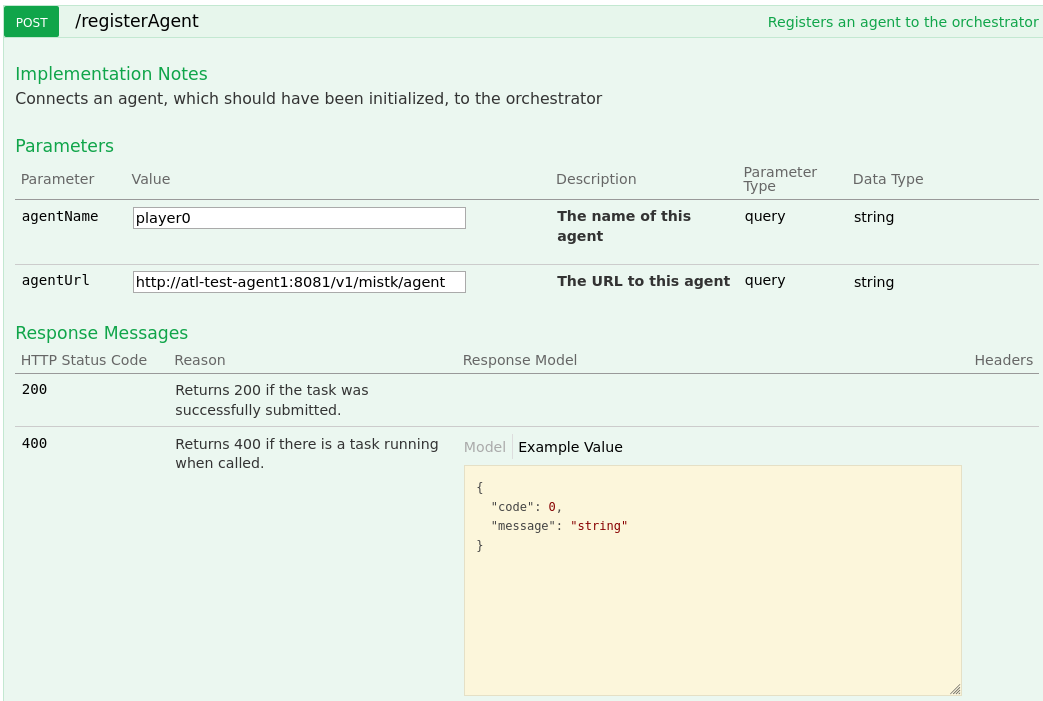 POST /registerAgent Registers an agent to the orchestrator
Implementation Notes
Connects an agent, which should have been initialized, to the orchestrator
Parameters
Parameter Value Description Parameter Type Data Type
agentName player0 The name of this agent query string
agentUrl http://atl-test-agent1:8081/v1/mistk/agent The URL to this agent query string
Response Messages
HTTP Status Code Reason Response Model Headers
200 Returns 200 if the task was
successfully submitted.
400 Returns 400 if there is a task running
when called.
Model Example Value
{
"code": 0,
"message": "string"
}